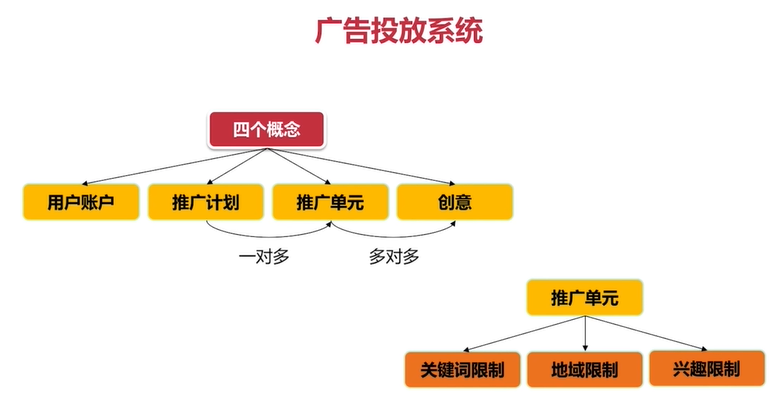 广告投放系统
四个概念
用户账户
推广计划
推广单元
创意
一对多
多对多
推广单元
关键词限制
地域限制
兴趣限制